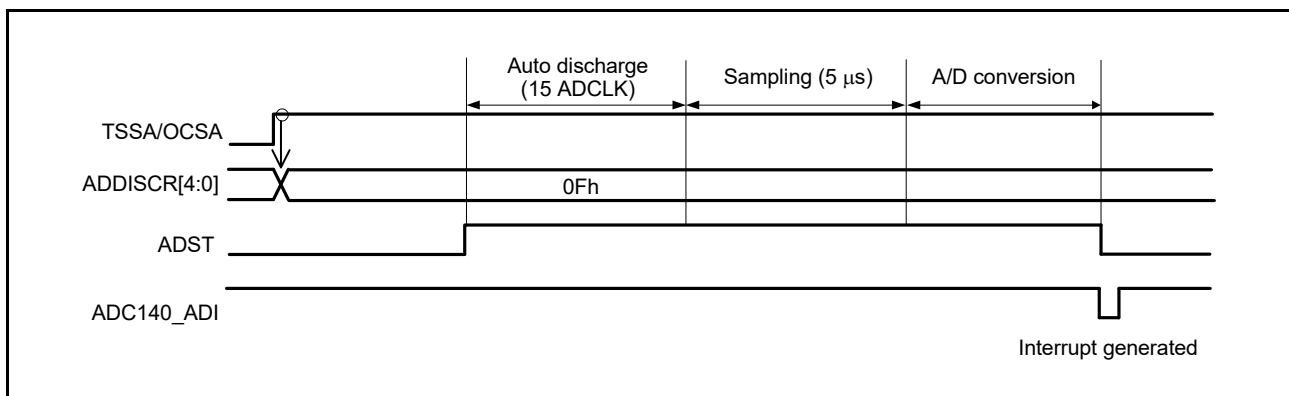 Auto discharge
(15 ADCLK)
Sampling (5 μs)
A/D conversion
TSSA/OCSA
ADDISCR[4:0]
0Fh
ADST
ADC140_ADI
Interrupt generated